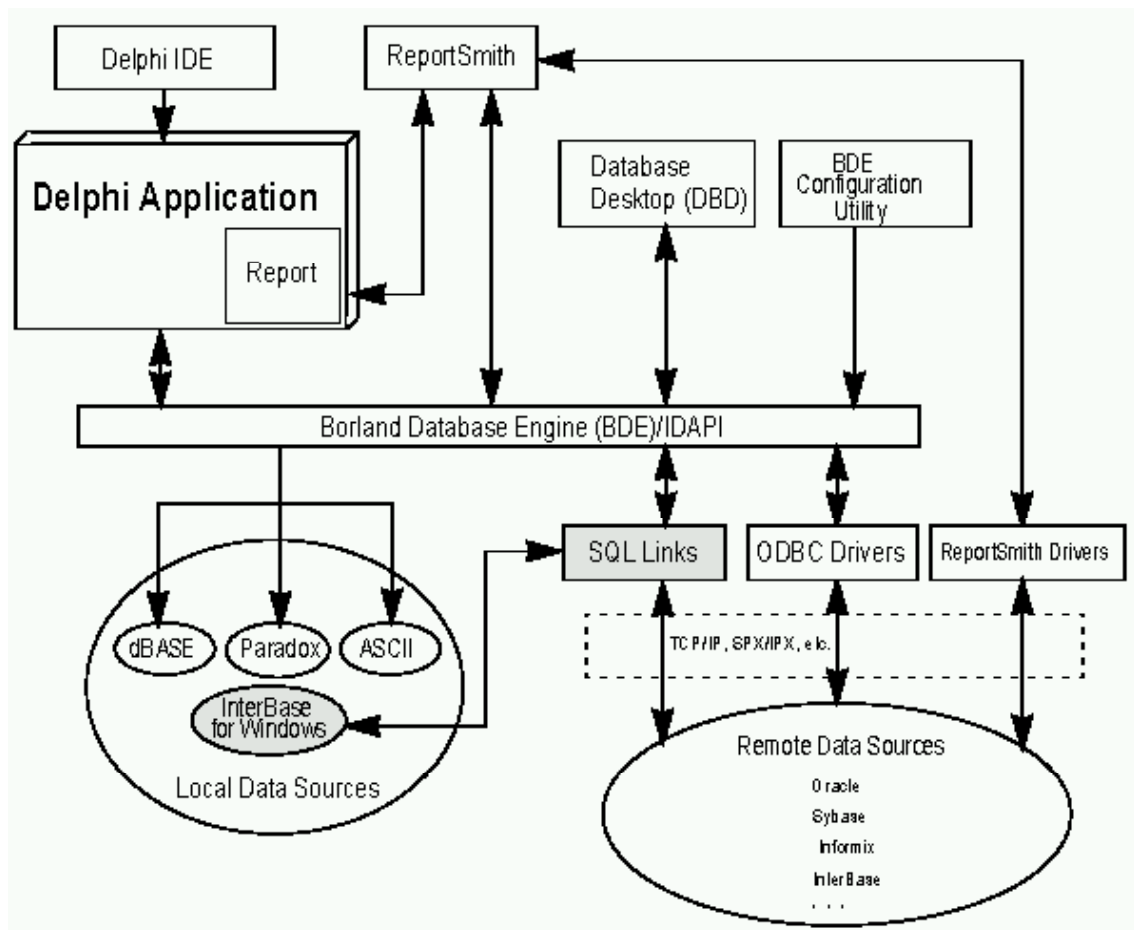 Delphi IDE
ReportSmith
Delphi Application
Report
Database
Desktop (DBD)
BDE
Configuration
Utility
Borland Database Engine (BDE)/IDAPI
SQL Links
ODBC Drivers
ReportSmith Drivers
dBASE
Paradox
ASCII
InterBase
for Windows
Local Data Sources
TCP/IP, SPX/IPX, etc.
Remote Data Sources
Oracle
Sybase
Informix
InterBase
. . .